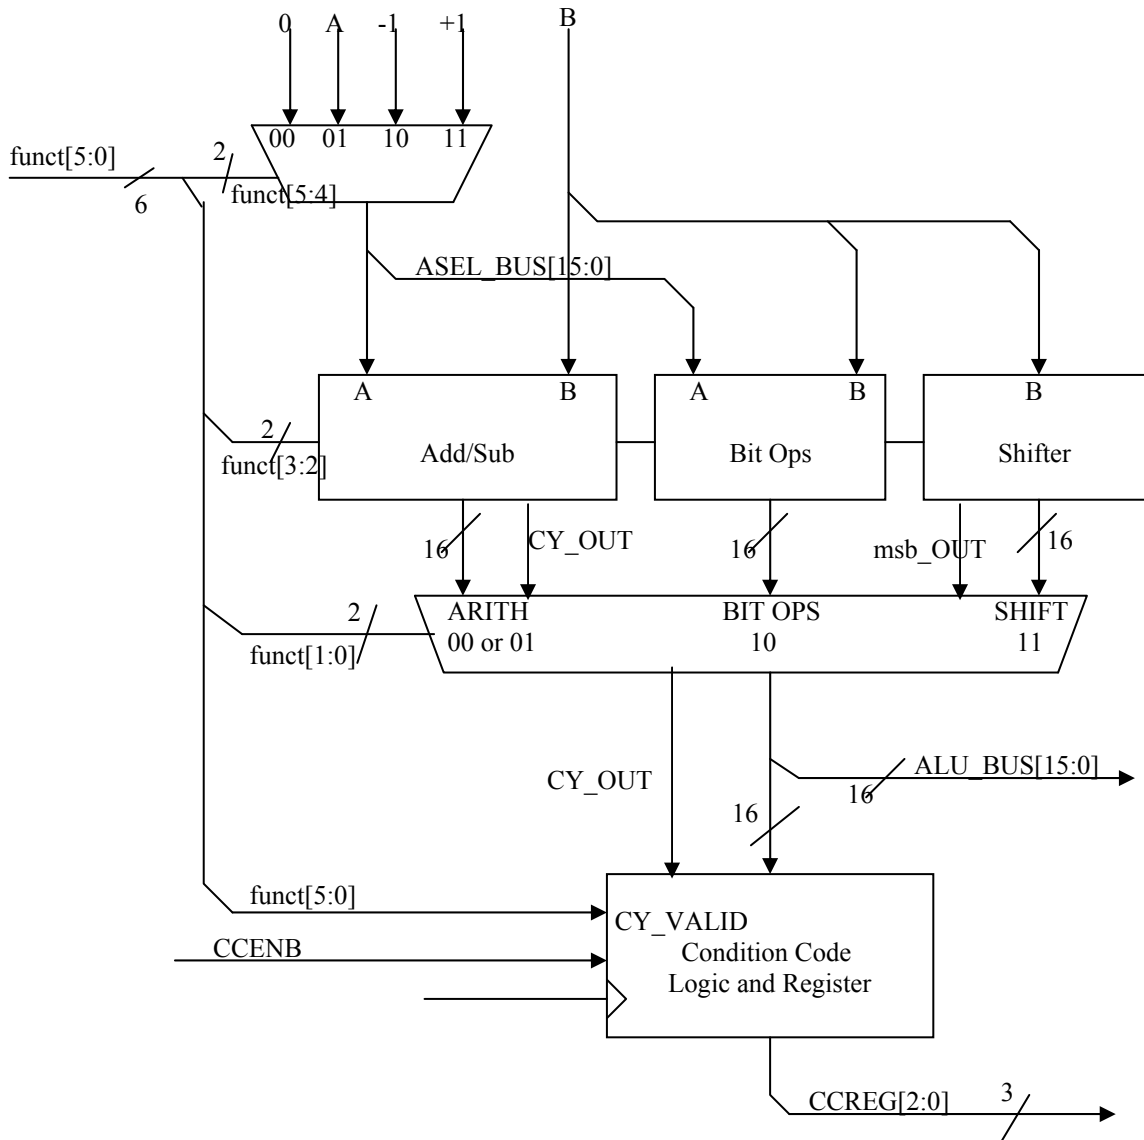 0 A -1 +1 B
00 01 10 11
funct[5:0] 2
6 funct[5:4]
ASEL_BUS[15:0]
A B A B B
2
funct[3:2]
Add/Sub Bit Ops Shifter
16 CY_OUT 16 msb_OUT 16
ARITH BIT OPS SHIFT
00 or 01 10 11
2
funct[1:0]
CY_OUT ALU_BUS[15:0]
16 16
funct[5:0]
CY_VALID
CCENB
Condition Code
Logic and Register
CCREG[2:0] 3